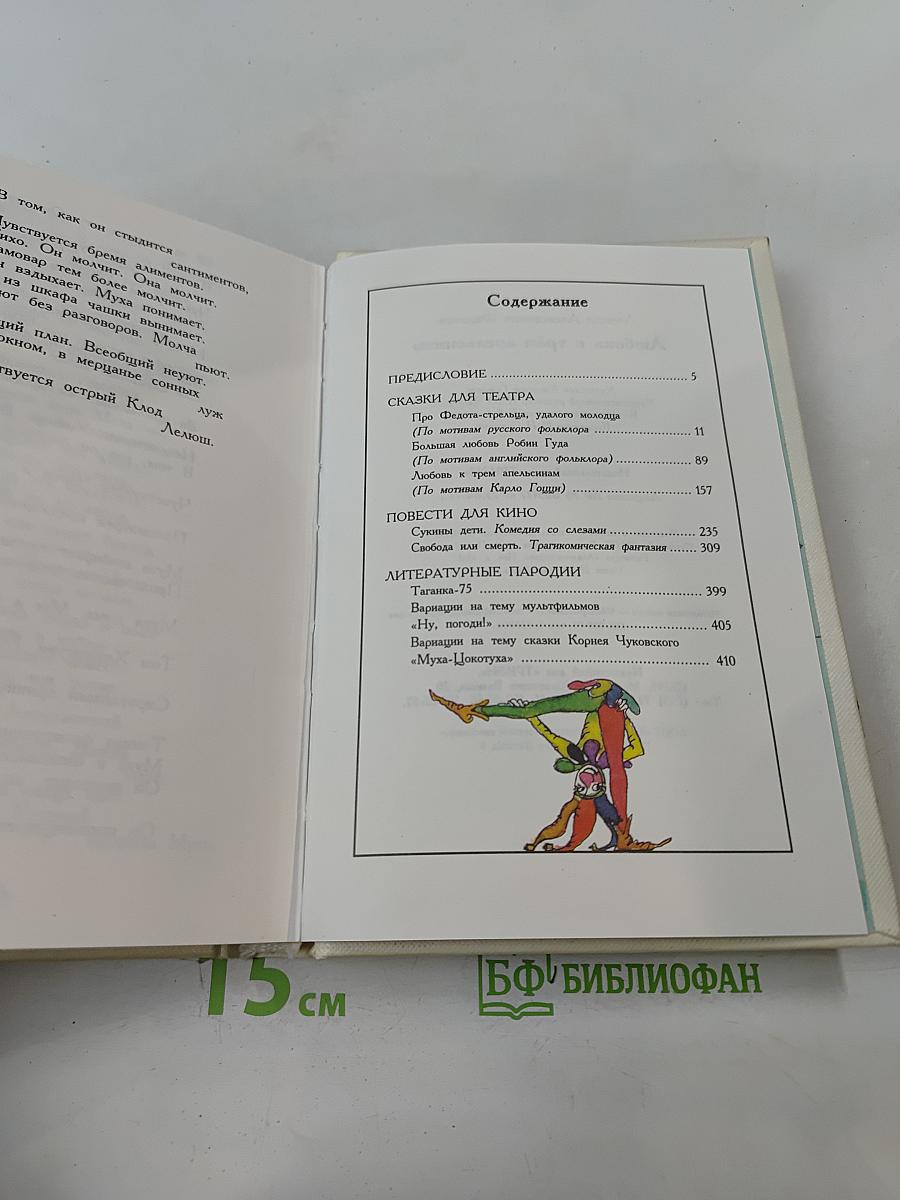 В том, как он стыдится
сантиментов,
Чувствуется бремя алиментов.
Тихо. Он молчит. Она молчит.
Самовар тем более молчит.
вздыхает. Муха понимает.
из шкафа чашки вынимает.
без разговоров. Молча
пьют.
план. Всеобщий неуют.
в мерцанье сонных
луж
острый Клод
Лелюш.
Содержание
ПРЕДИСЛОВИЕ ........ 5
СКАЗКИ ДЛЯ ТЕАТРА
Про Федота-стрельца, удалого молодца
(По мотивам русского фольклора ........ 11
Большая любовь Робин Гуда
(По мотивам английского фольклора) ........ 89
Любовь к трем апельсинам
(По мотивам Карло Гоцци) ........ 157
ПОВЕСТИ ДЛЯ КИНО
Сукины дети. Комедия со слезами ........ 235
Свобода или смерть. Трагикомическая фантазия ...... 309
ЛИТЕРАТУРНЫЕ ПАРОДИИ
Таганка-75 ........ 399
Вариации на тему мультфильмов
«Ну, погоди!» ........ 405
Вариации на тему сказки Корнея Чуковского
«Муха-Цокотуха» ........ 410
15 см
БФ БИБЛИОФАН